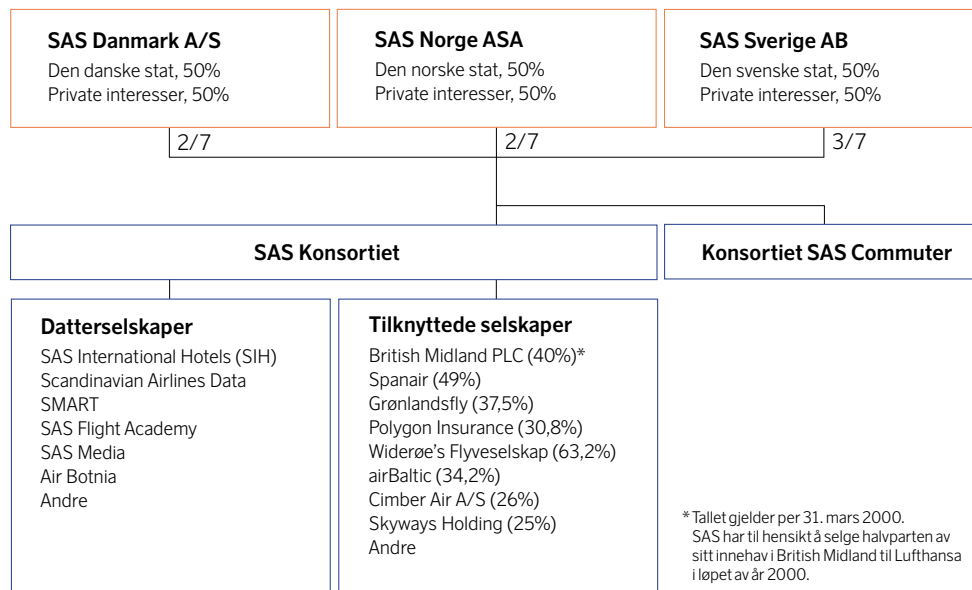 SAS Danmark A/S
Den danske stat, 50%
Private interesser, 50%
SAS Norge ASA
Den norske stat, 50%
Private interesser, 50%
SAS Sverige AB
Den svenske stat, 50%
Private interesser, 50%
2/7
2/7
3/7
SAS Konsortiet
Konsortiet SAS Commuter
Datterselskaper
SAS International Hotels (SIH)
Scandinavian Airlines Data
SMART
SAS Flight Academy
SAS Media
Air Botnia
Andre
Tilknyttede selskaper
British Midland PLC (40%)*
Spanair (49%)
Grønlandsfly (37,5%)
Polygon Insurance (30,8%)
Widerøe's Flyveselskap (63,2%)
airBaltic (34,2%)
Cimber Air A/S (26%)
Skyways Holding (25%)
Andre
* Tallet gjelder per 31. mars 2000.
SAS har til hensikt å selge halvparten av
sitt innehav i British Midland til Lufthansa
i løpet av år 2000.